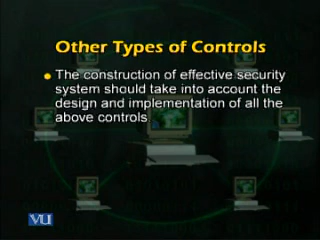 Other Types of Controls
The construction of effective security
system should take into account the
design and implementation of all the
above controls
VU